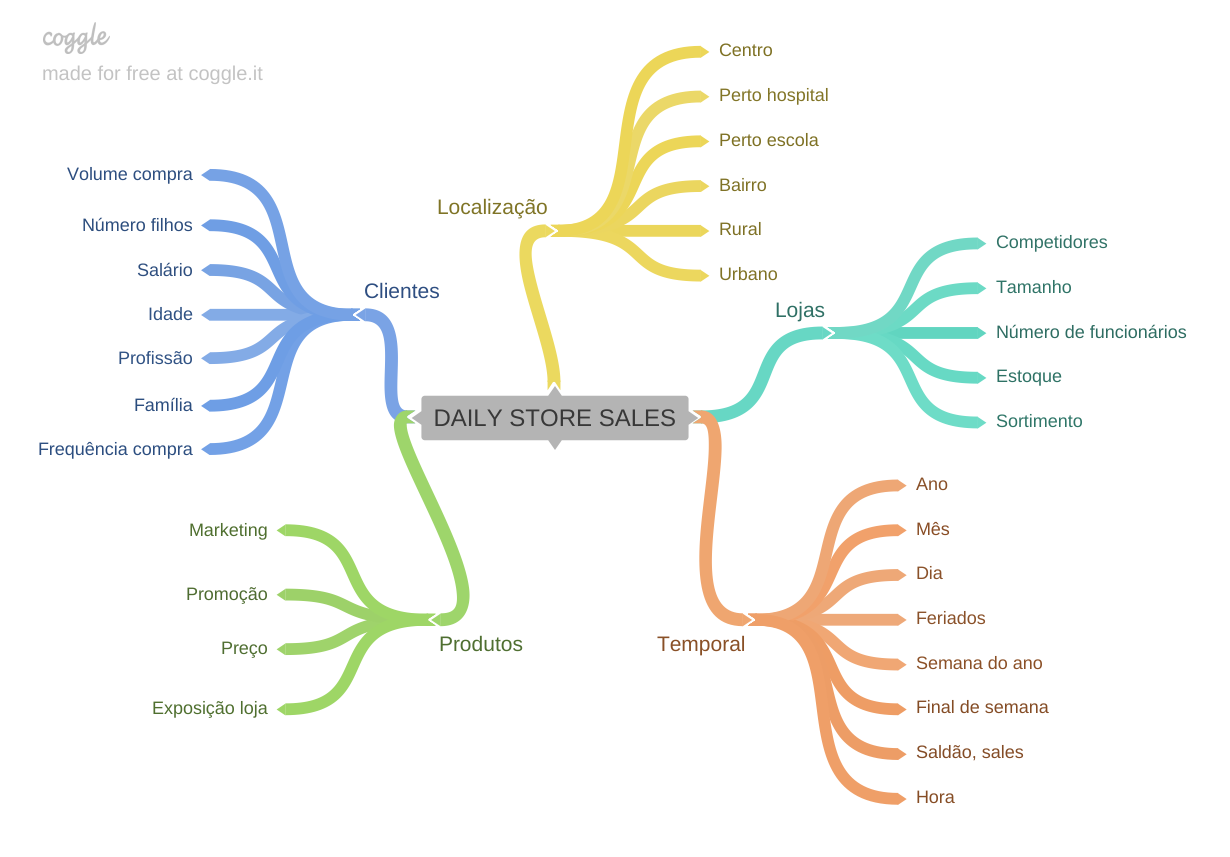 coggle
made for free at coggle.it
Centro
Perto hospital
Perto escola
Bairro
Rural
Urbano
Localização
Volume compra
Número filhos
Salário
Idade
Profissão
Família
Frequência compra
Clientes
Competidores
Tamanho
Número de funcionários
Estoque
Sortimento
Lojas
DAILY STORE SALES
Marketing
Promoção
Preço
Exposição loja
Produtos
Temporal
Ano
Mês
Dia
Feriados
Semana do ano
Final de semana
Saldão, sales
Hora